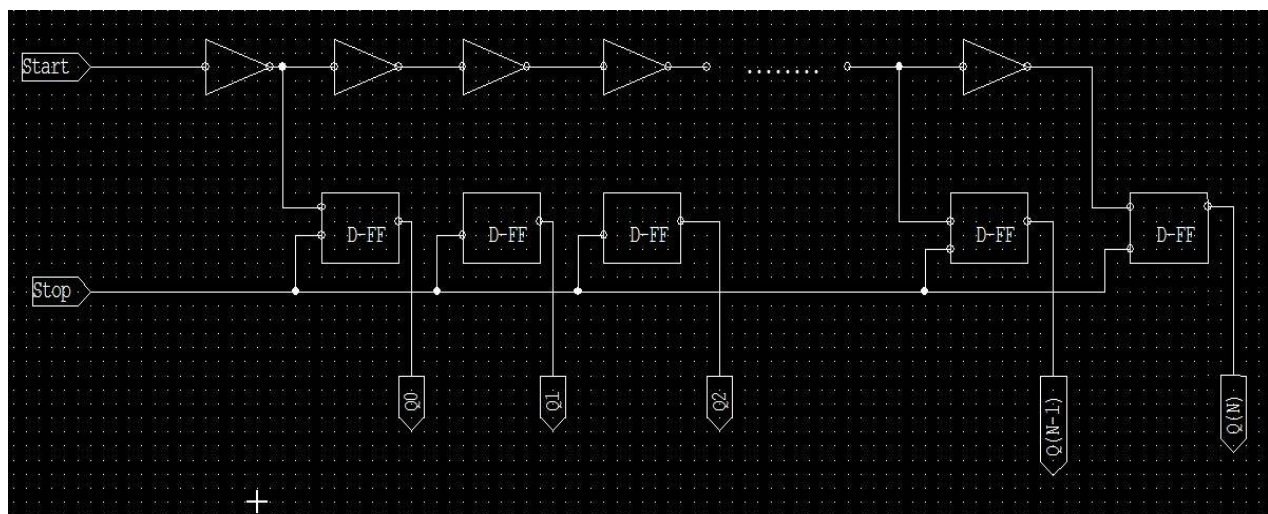 Start
........
D-FF
D-FF
D-FF
D-FF
D-FF
Stop
Q0
Q1
Q2
Q(N-1)
Q(N)